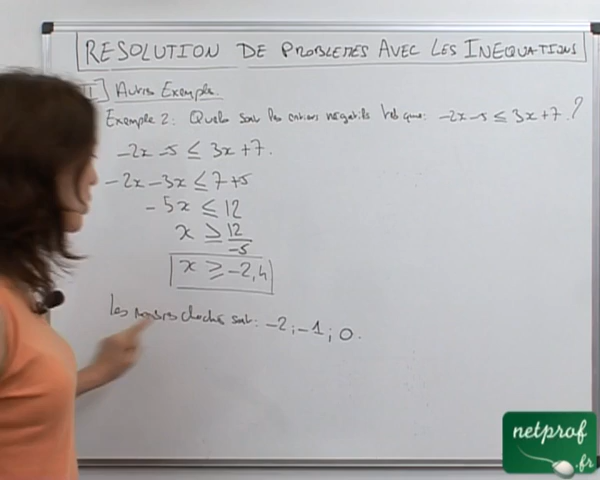 RESOLUTION DE PROBLEMES AVEC LES INEQUATIONS
II] Autres Exemples.
Exemple 2: Quels sont les entiers négatifs tels que: -2x-5 ≤ 3x+7 ?
-2x-5 ≤ 3x+7.
-2x-3x ≤ 7+5
-5x ≤ 12
x ≥ 12/-5
x ≥ -2,4
les nombres cherchés sont: -2; -1; 0.
netprof
.fr